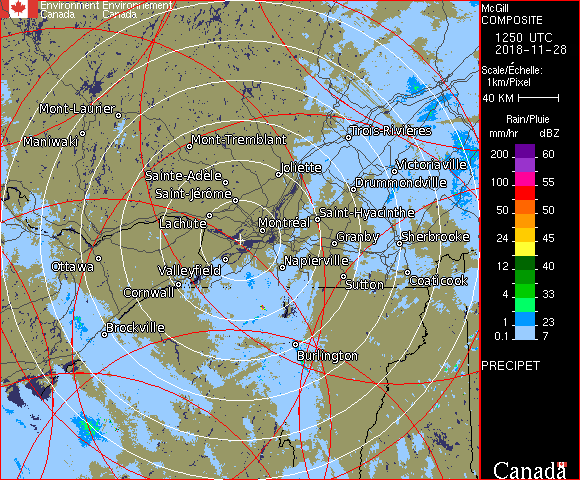 Environment Environnement
Canada Canada
McGill
COMPOSITE
1250 UTC
2018-11-28
Scale/Échelle:
1km/Pixel
40 KM
Rain/Pluie
mm/hr dBZ
200 60
55
100 55
50 50
24 45
12 40
8 39
4 33
1 23
0.1 7
PRECIPET
Canada
Mont-Laurier
Maniwaki
Mont-Tremblant
Trois-Rivières
Joliette
Victoriaville
Sainte-Adèle
Drummondville
Saint-Jérôme
Lachute
Saint-Hyacinthe
Montréal
Granby
Sherbrooke
Ottawa
Valleyfield
Napierville
Cornwall
Sutton
Coaticook
Brockville
Burlington